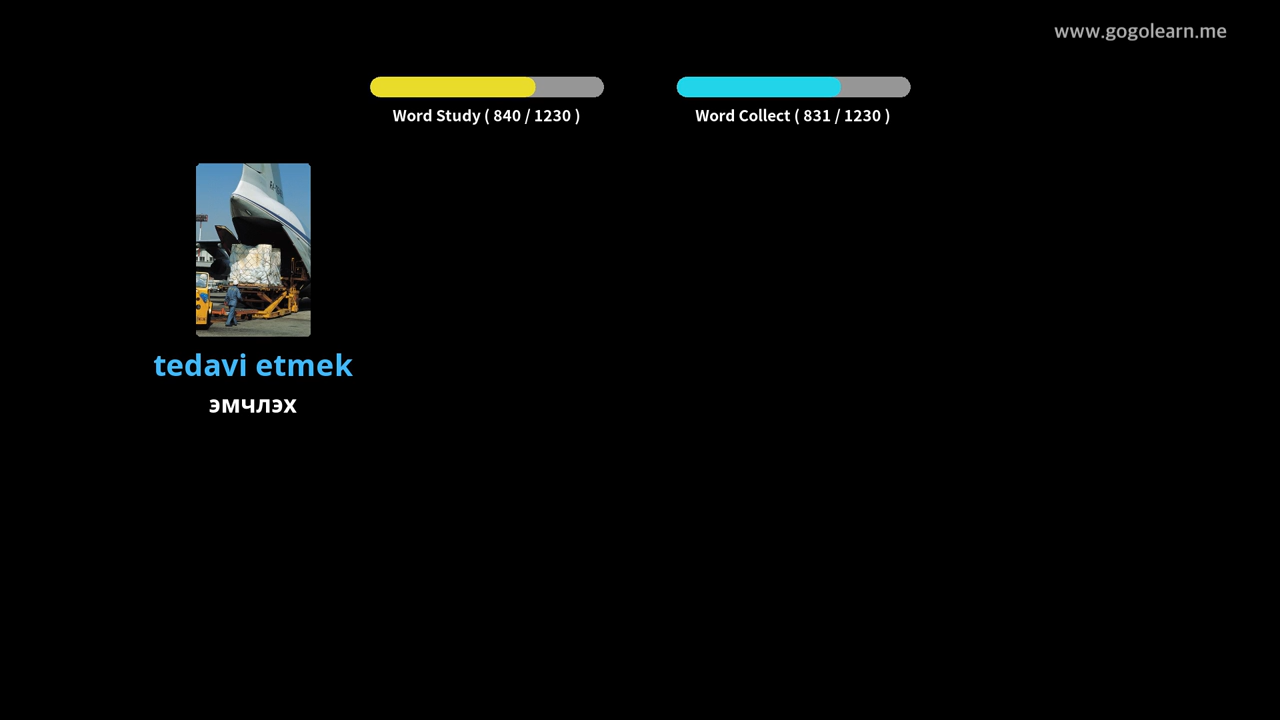 www.gogolearn.me
Word Study ( 840 / 1230 )
Word Collect ( 831 / 1230 )
tedavi etmek
эмчлэх